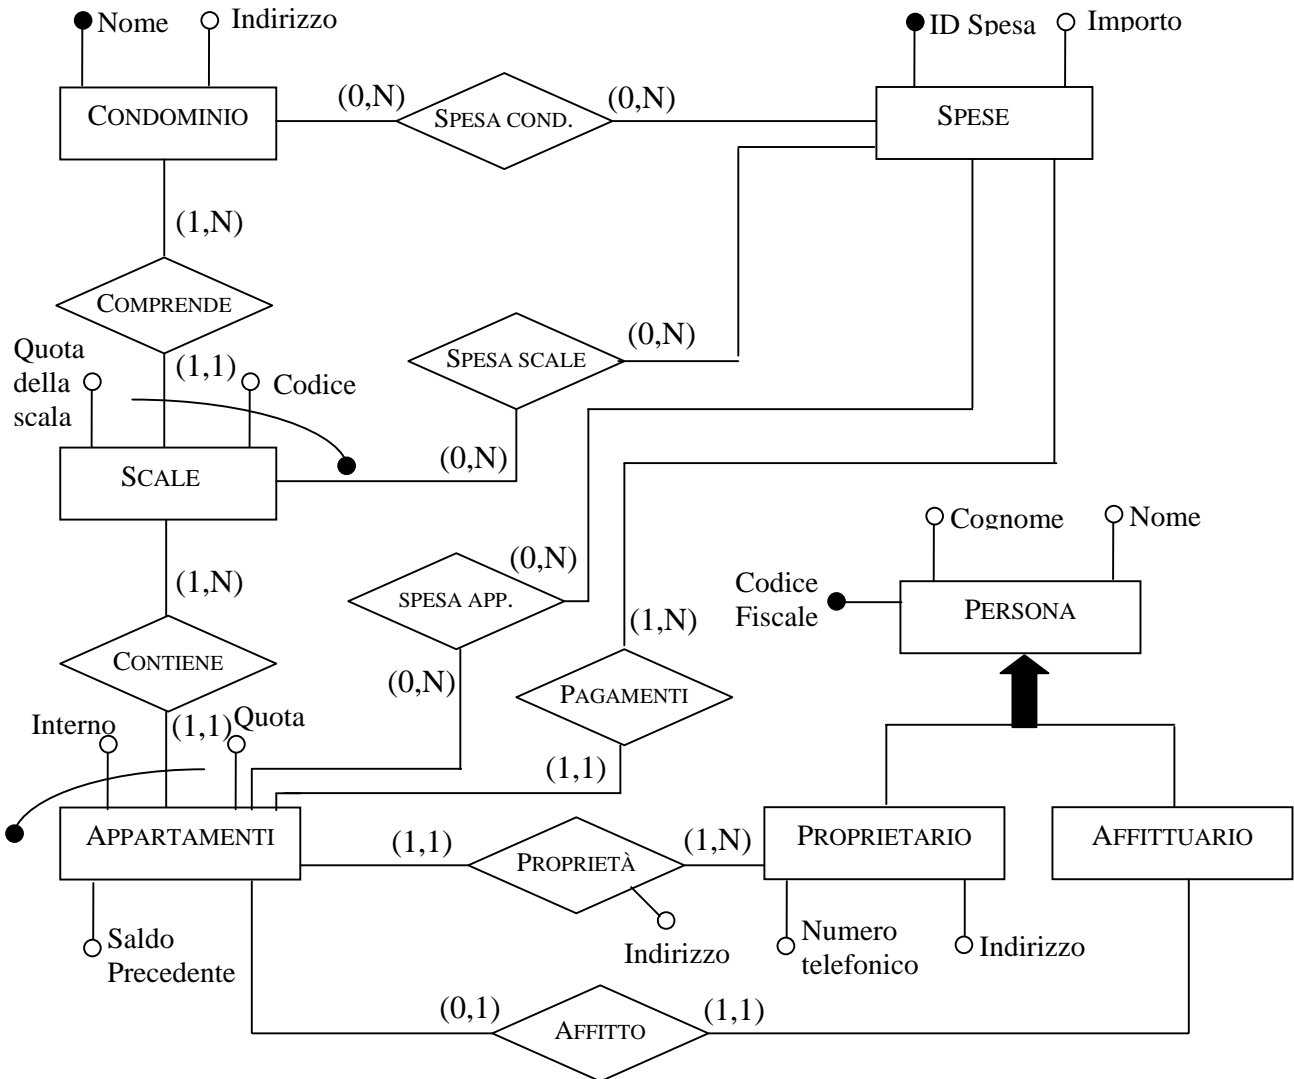 Nome
Indirizzo
ID Spesa
Importo
CONDOMINIO
(0,N)
SPESA COND.
(0,N)
SPESE
(1,N)
COMPRENDE
(0,N)
SPESA SCALE
Quota
della
scala
(1,1)
Codice
(0,N)
SCALE
Cognome
Nome
(1,N)
(0,N)
SPESA APP.
Codice
Fiscale
PERSONA
(1,N)
CONTIENE
(0,N)
PAGAMENTI
Interno
(1,1)
Quota
(1,1)
APPARTAMENTI
(1,1)
PROPRIETÀ
(1,N)
PROPRIETARIO
AFFITTUARIO
Saldo
Precedente
Indirizzo
Numero
telefonico
Indirizzo
(0,1)
AFFITTO
(1,1)